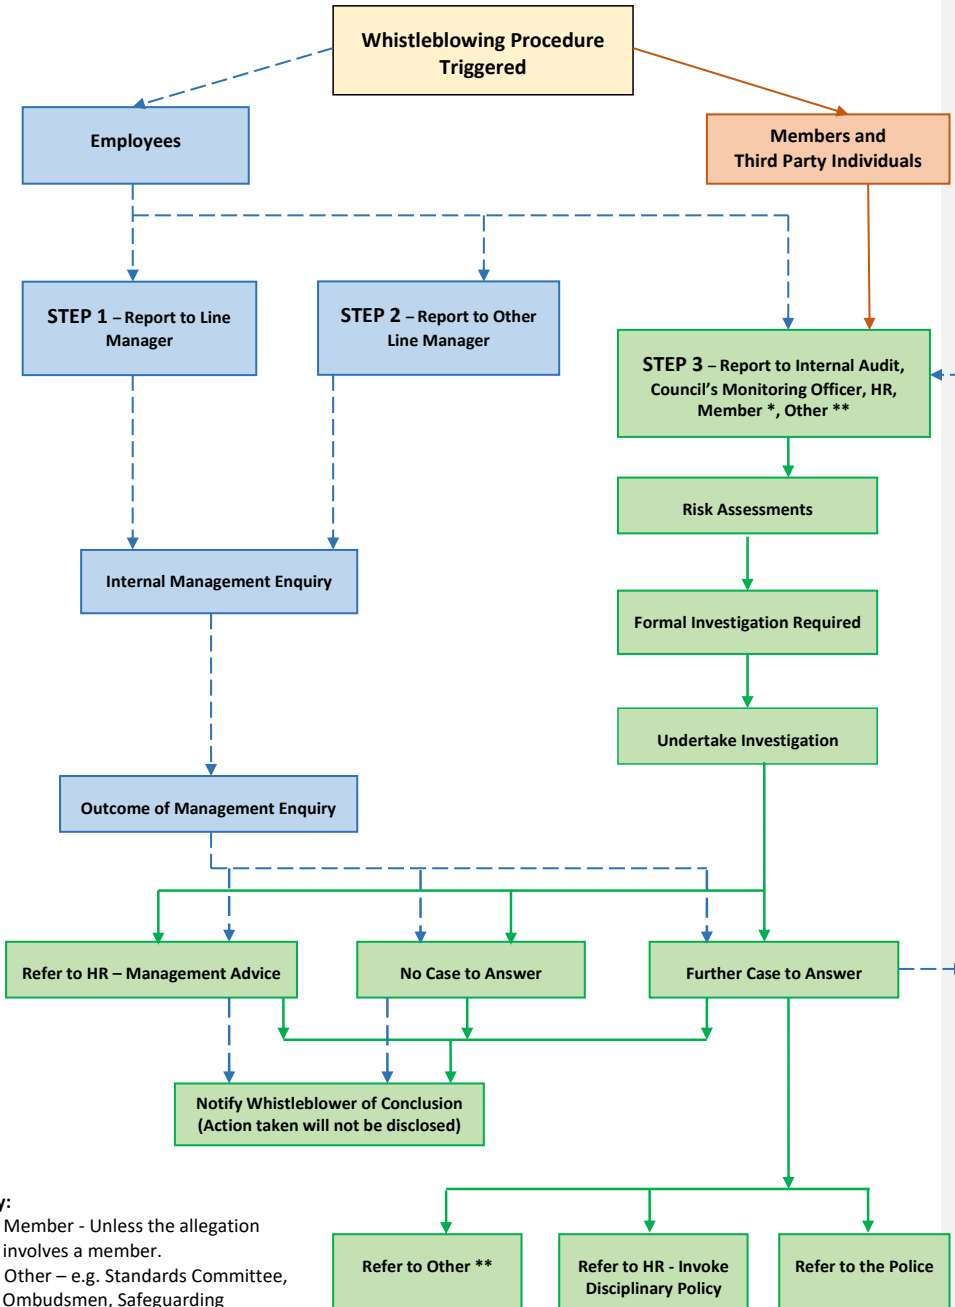 Whistleblowing Procedure
Triggered
Employees
Members and
Third Party Individuals
STEP 1 – Report to Line
Manager
STEP 2 – Report to Other
Line Manager
STEP 3 – Report to Internal Audit,
Council’s Monitoring Officer, HR,
Member *, Other **
Risk Assessments
Internal Management Enquiry
Formal Investigation Required
Undertake Investigation
Outcome of Management Enquiry
Refer to HR – Management Advice
No Case to Answer
Further Case to Answer
Notify Whistleblower of Conclusion
(Action taken will not be disclosed)
y:
Member - Unless the allegation
involves a member.
Other – e.g. Standards Committee,
Ombudsmen, Safeguarding
Refer to Other **
Refer to HR - Invoke
Disciplinary Policy
Refer to the Police